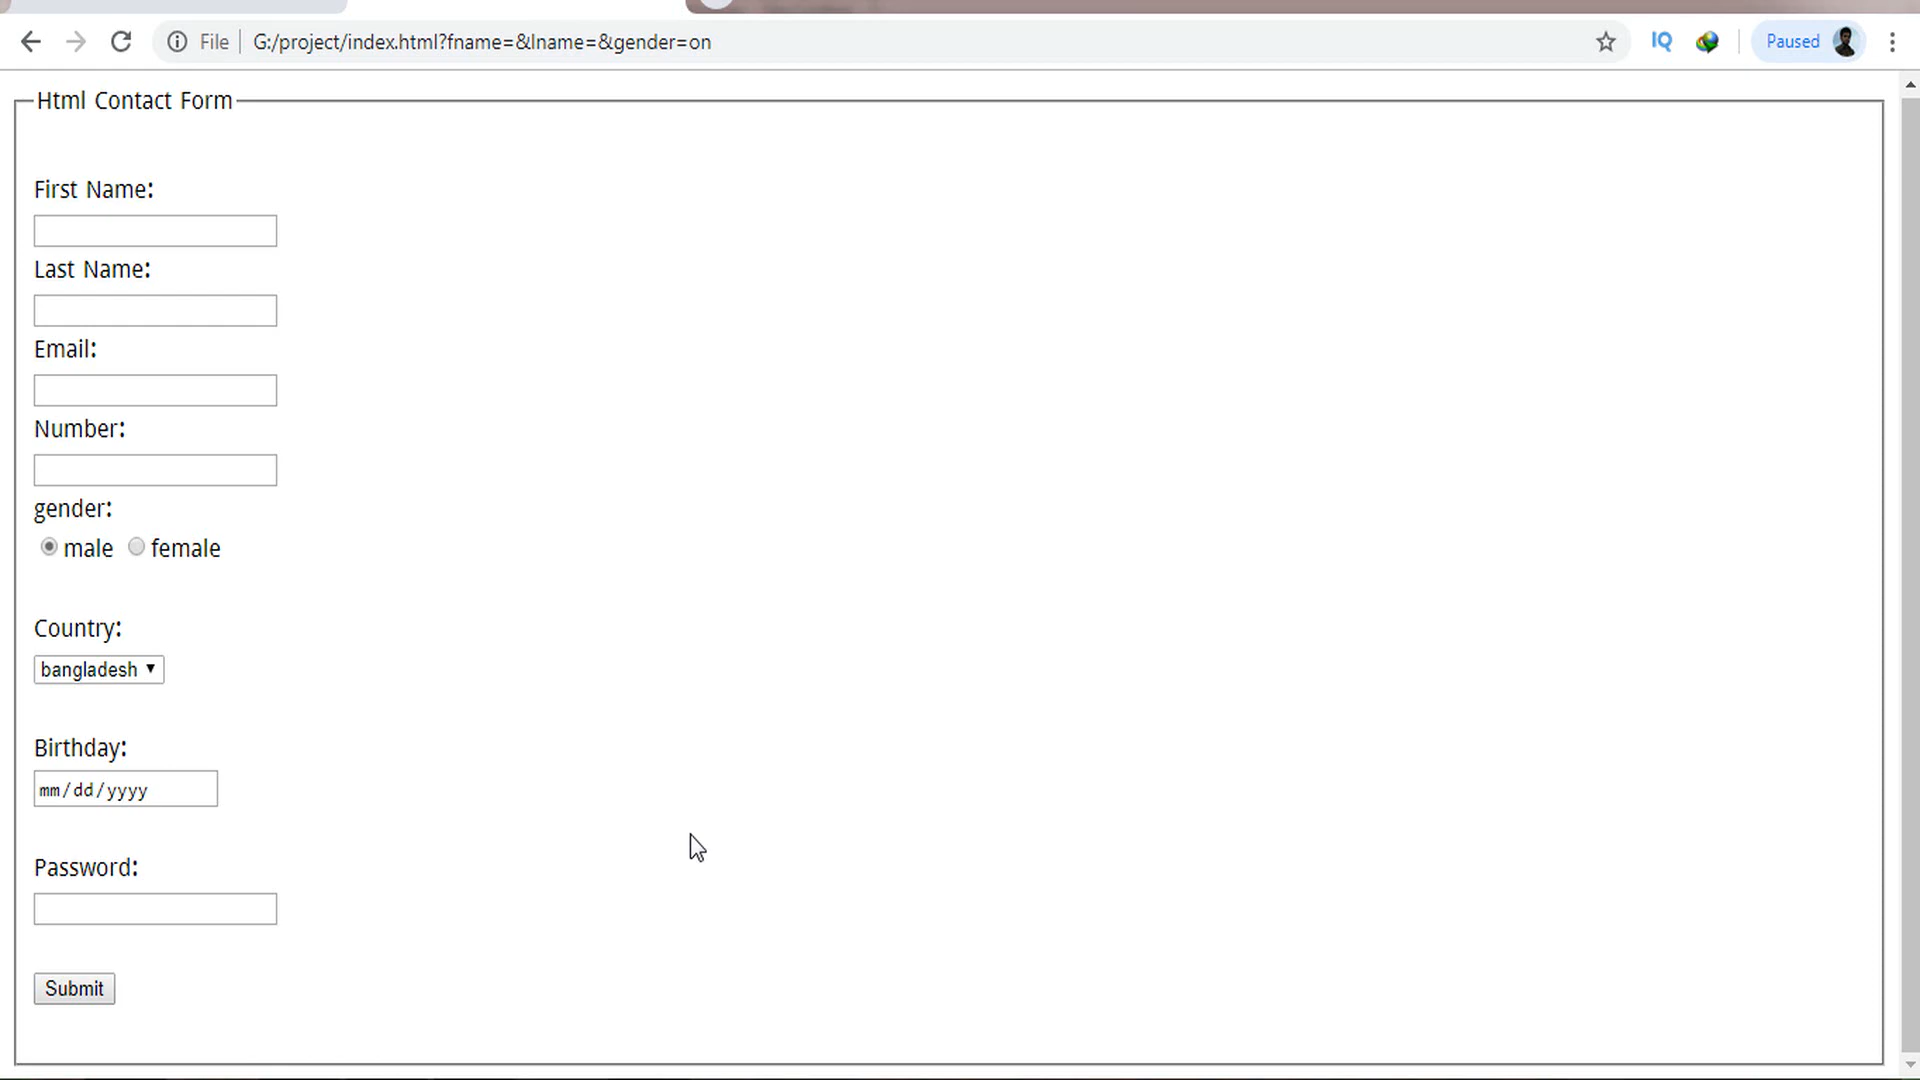 File G:/project/index.html?fname=&lname=&gender=on IQ Paused
Html Contact Form
First Name:
Last Name:
Email:
Number:
gender:
male female
Country:
bangladesh
Birthday:
mm/dd/yyyy
Password:
Submit